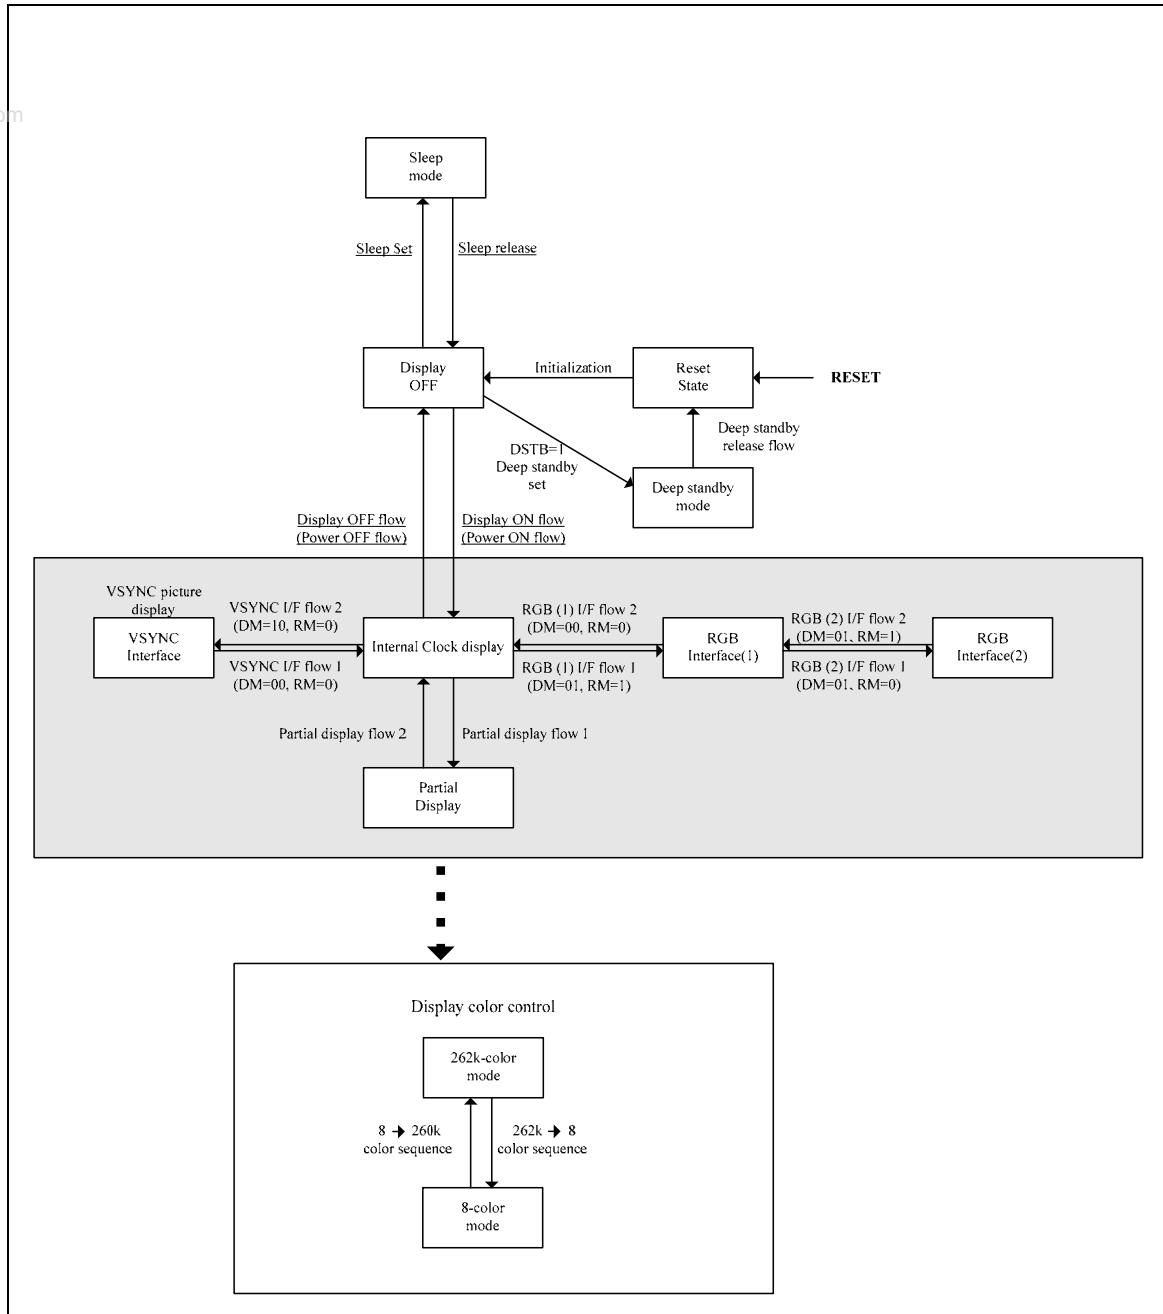 om
Sleep
mode
Sleep Set
Sleep release
Display
OFF
Initialization
Reset
State
RESET
DSTB=1
Deep standby
set
Deep standby
release flow
Deep standby
mode
Display OFF flow
(Power OFF flow)
Display ON flow
(Power ON flow)
VSYNC picture
display
VSYNC
Interface
VSYNC I/F flow 2
(DM=10, RM=0)
VSYNC I/F flow 1
(DM=00, RM=0)
Internal Clock display
RGB (1) I/F flow 2
(DM=00, RM=0)
RGB (1) I/F flow 1
(DM=01, RM=1)
RGB
Interface(1)
RGB (2) I/F flow 2
(DM=01, RM=1)
RGB (2) I/F flow 1
(DM=01, RM=0)
RGB
Interface(2)
Partial display flow 2
Partial display flow 1
Partial
Display
Display color control
262k-color
mode
8 → 260k
color sequence
262k → 8
color sequence
8-color
mode